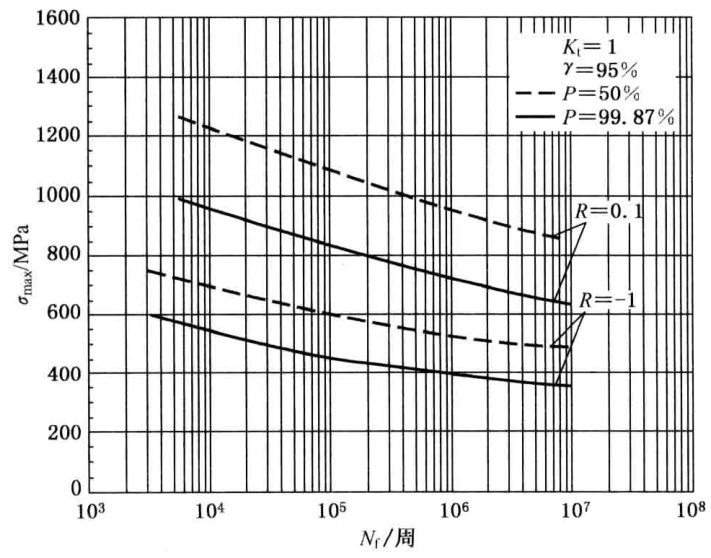 1600
1400
1200
1000
800
600
400
200
0
σmax/MPa
Kt=1
γ=95%
P=50%
P=99.87%
R=0.1
R=-1
10³ 10⁴ 10⁵ 10⁶ 10⁷ 10⁸
Nf/周